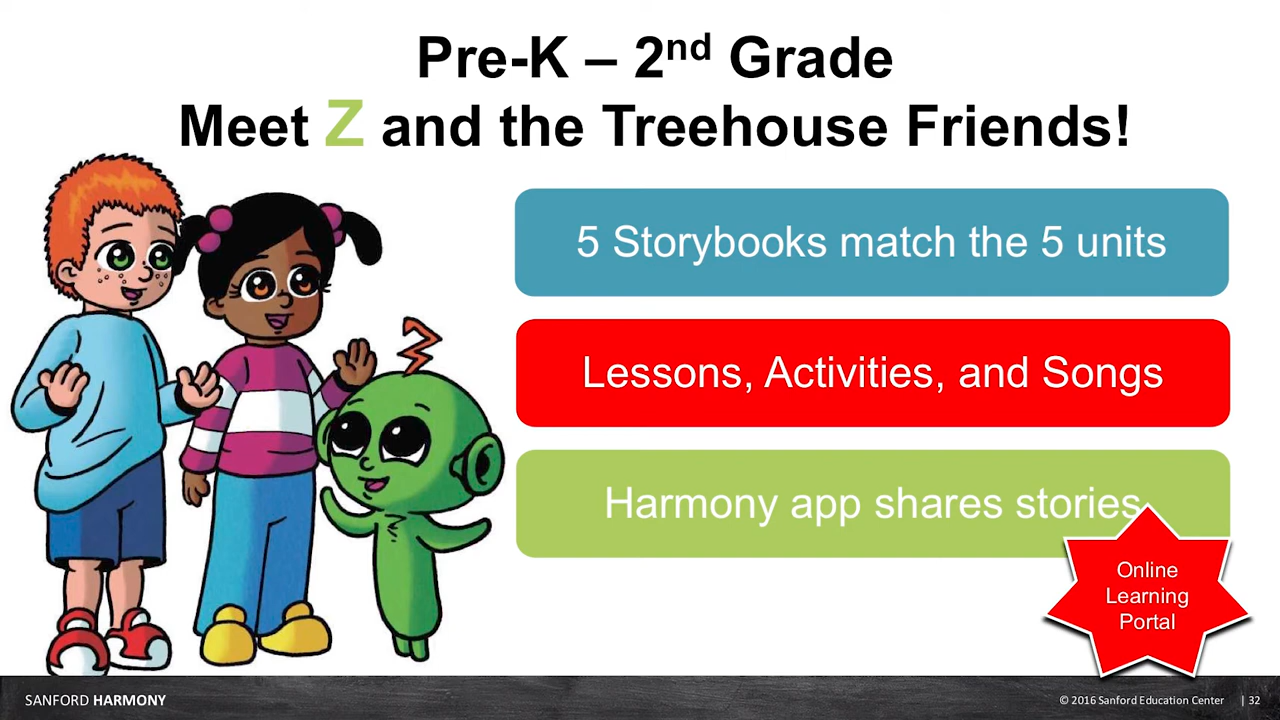 Pre-K – 2nd Grade
Meet Z and the Treehouse Friends!
5 Storybooks match the 5 units
Lessons, Activities, and Songs
Harmony app shares stories
Online
Learning
Portal
SANFORD HARMONY
© 2016 Sanford Education Center | 32